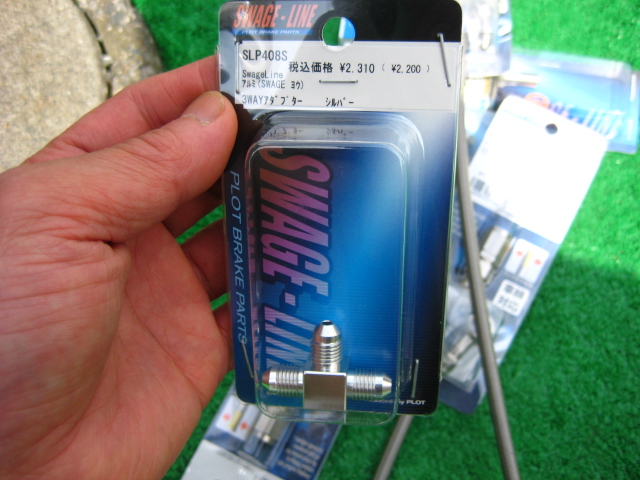 SWAGE-LINE
PLOT BRAKE PARTS
SLP408S
税込価格 ¥2,310 ( ¥2,200 )
SwageLine
アルミ(SWAGE ヨウ)
3WAYアダプター シルバー
SWAGE-LINE
PLOT BRAKE PARTS
by PLOT